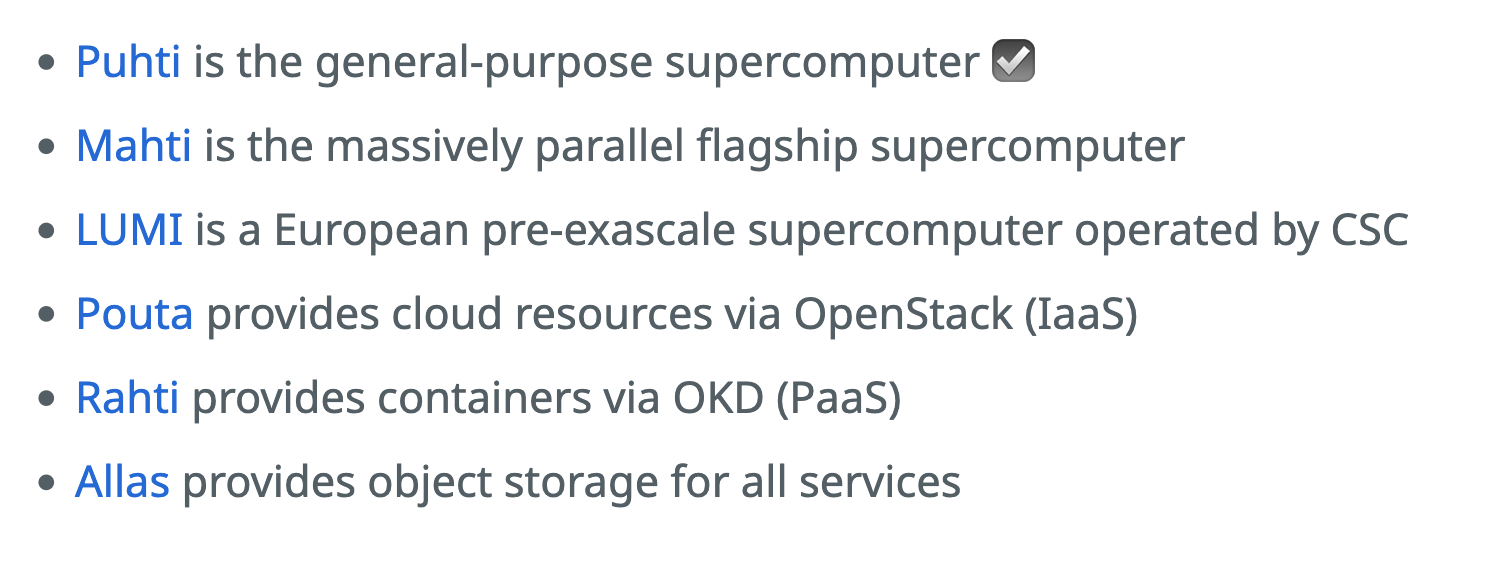 • Puhti is the general-purpose supercomputer ☑
• Mahti is the massively parallel flagship supercomputer
• LUMI is a European pre-exascale supercomputer operated by CSC
• Pouta provides cloud resources via OpenStack (IaaS)
• Rahti provides containers via OKD (PaaS)
• Allas provides object storage for all services